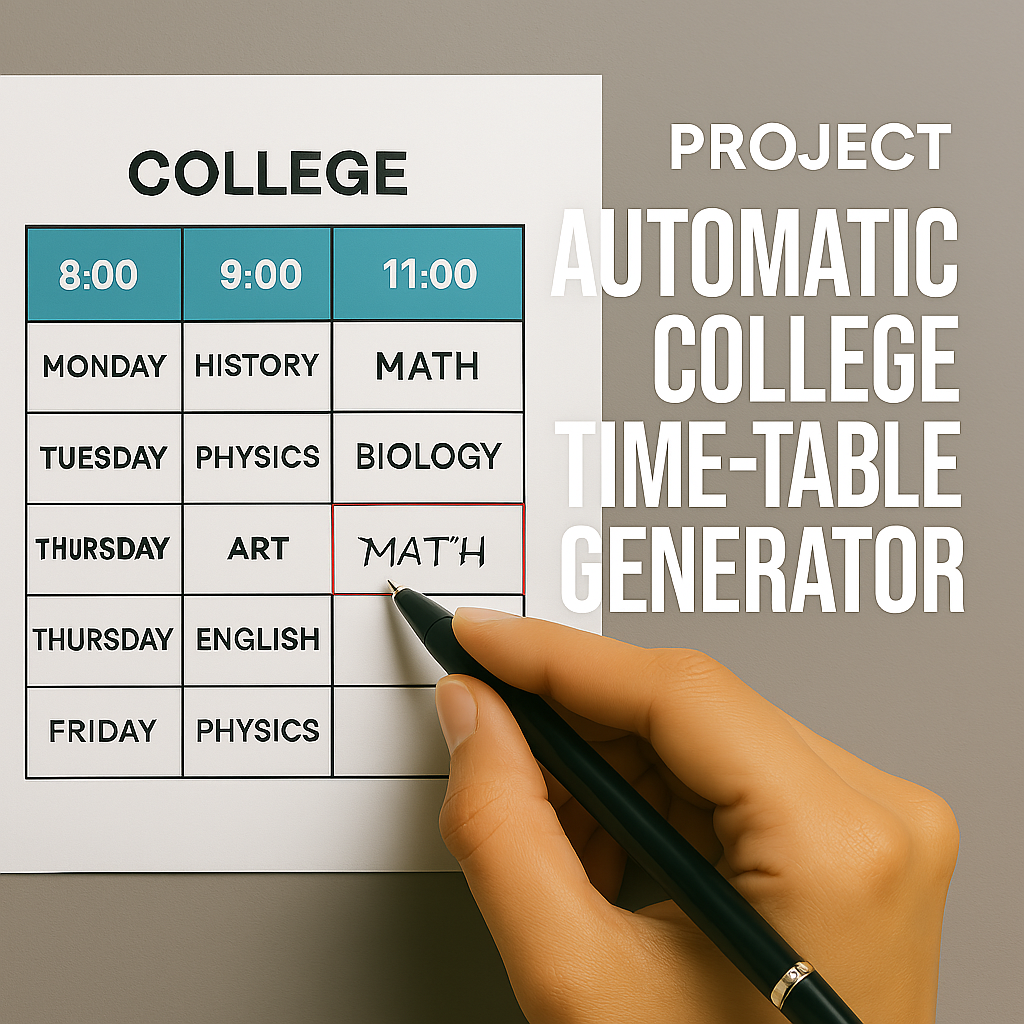 COLLEGE
8:00 9:00 11:00
MONDAY HISTORY MATH
TUESDAY PHYSICS BIOLOGY
THURSDAY ART MAT"H
THURSDAY ENGLISH
FRIDAY PHYSICS
PROJECT
AUTOMATIC
COLLEGE
TIME-TABLE
GENERATOR